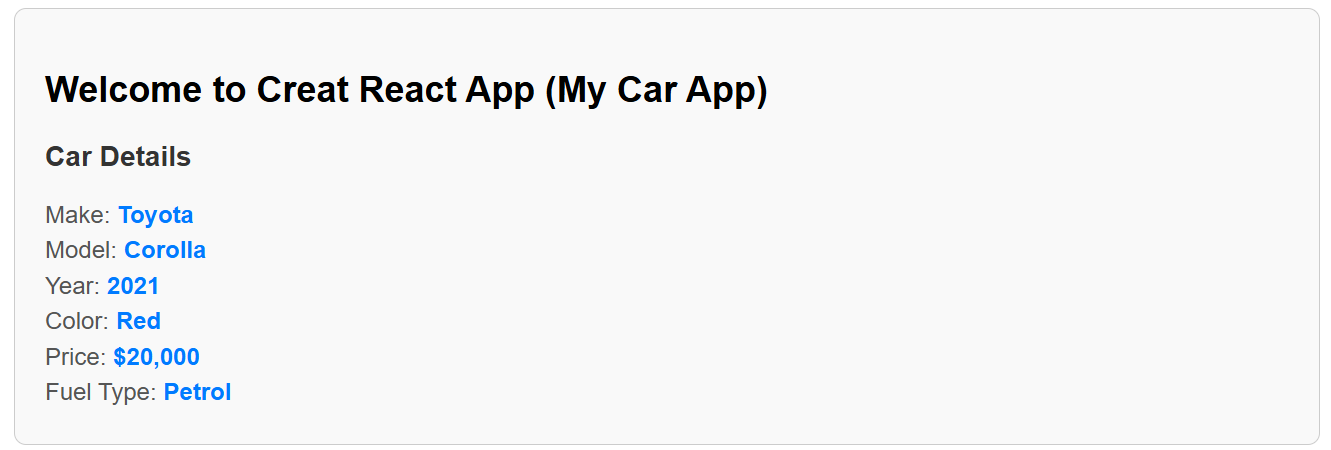 Welcome to Creat React App (My Car App)
Car Details
Make: Toyota
Model: Corolla
Year: 2021
Color: Red
Price: $20,000
Fuel Type: Petrol